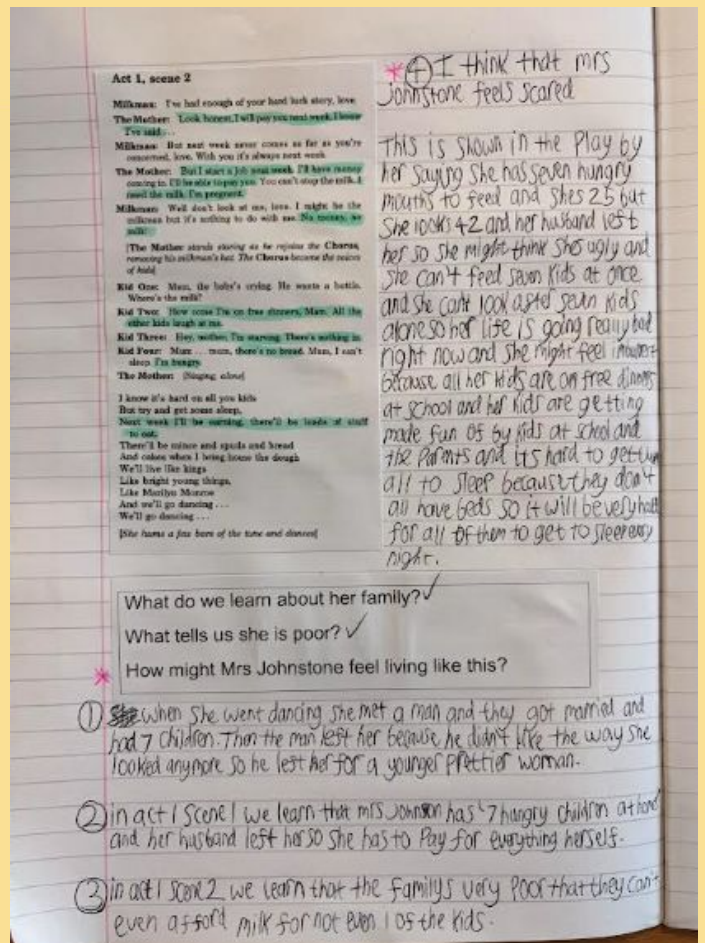 Act 1, scene 2
Milkman: I've had enough of your hard luck story, love.
The Mother: Look honest, I will pay you next week. I know
I've said ...
Milkman: But next week never comes as far as you're
concerned, love. With you it's always next week.
The Mother: But I start a job next week. I'll have money
coming in. I'll be able to pay you. You can't stop the milk. I
need the milk. I'm pregnant.
Milkman: Well don't look at me, love. I might be the
milkman but it's nothing to do with me. No money, no
milk!
[The Mother stands staring as he rejoins the Chorus,
removing his milkman's hat. The Chorus become the voices
of kids]
Kid One: Mam, the baby's crying. He wants a bottle.
Where's the milk?
Kid Two: How come I'm on free dinners, Mam. All the
other kids laugh at me.
Kid Three: Hey, mother, I'm starving. There's nothing in.
Kid Four: Mam ... mam, there's no bread. Mam, I can't
sleep. I'm hungry.
The Mother: [Singing, alone]
I know it's hard on all you kids
But try and get some sleep,
Next week I'll be earning, there'll be loads of stuff
to eat.
There'll be mince and spuds and bread
And cakes when I bring home the dough
We'll live like kings
Like bright young things,
Like Marilyn Monroe
And we'll go dancing ...
We'll go dancing ...
[She hums a few bars of the tune and dances]
* 4 I think that mrs
Johnstone feels scared
This is shown in the Play by
her saying she has seven hungry
mouths to feed and shes 25 but
She looks 42 and her husband left
her so she might think she's ugly and
she can't feed seven kids at once
and she cant look after seven kids
alone so her life is going really bad
right now and she might feel
because all her kids are on free dinners
at school and her kids are getting
made fun of by kids at school and
the Parnts and its hard to get
all to sleep because they don't
all have beds so it will be very
for all of them to get to sleep
night.
What do we learn about her family? ✓
What tells us she is poor? ✓
* How might Mrs Johnstone feel living like this?
1 when she went dancing she met a man and they got married and
had 7 children. Then the man left her because he didn't like the way she
looked anymore so he left her for a younger prettier woman.
2 in act 1 scene 1 we learn that mrs Johnson has 7 hungry children at
and her husband left her so she has to Pay for everything herself.
3 in act 1 scene 2 we learn that the familys very Poor that they can't
even afford milk for not even 1 of the kids.